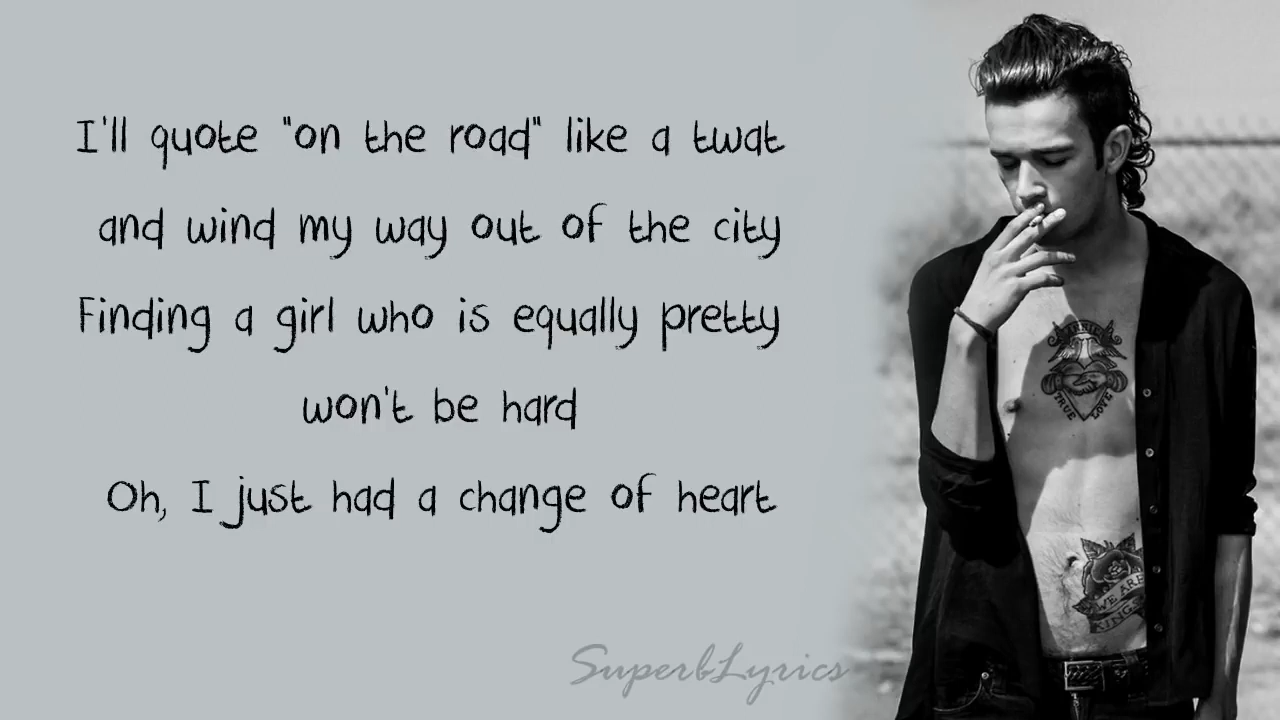 I'll quote "on the road" like a twat
and wind my way out of the city
Finding a girl who is equally pretty
won't be hard
Oh, I just had a change of heart
SuperbLyrics
TRUE LOVE
WE ARE
KINGS